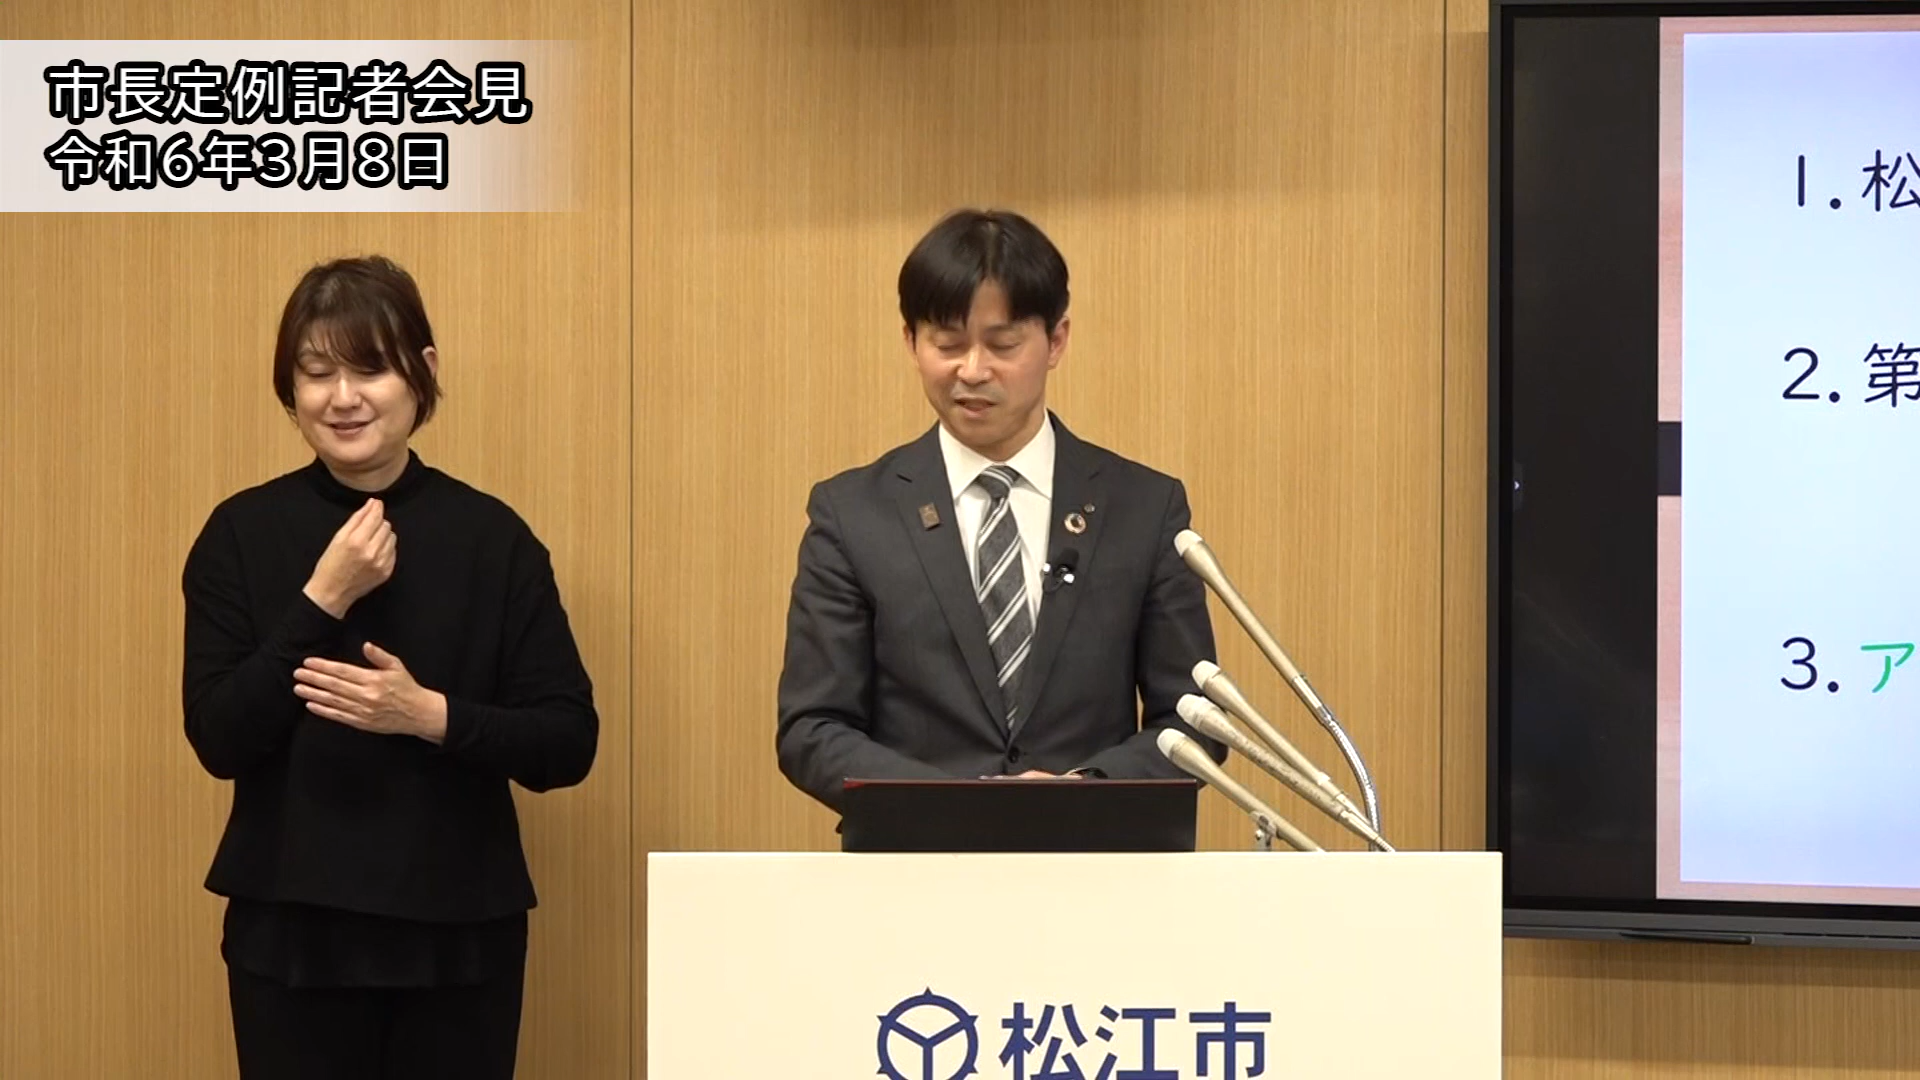 市長定例記者会見
令和６年３月８日
1. 松
2. 第
3. ア
松江市